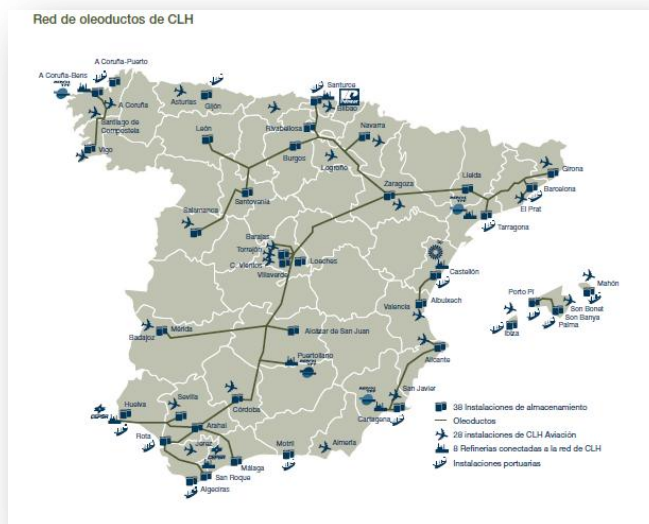 Red de oleoductos de CLH
A Coruña-Puerto
A Coruña-Bens
A Coruña
Santiago de
Compostela
Vigo
Asturias
Gijón
Santurce
Bilbao
León
Rivabellosa
Navarra
Burgos
Logroño
Santovenia
Salamanca
Zaragoza
Lleida
Girona
Barcelona
El Prat
Tarragona
Barajas
Torrejón
C. Vientos
Villaverde
Loeches
Castellón
Albuixech
Valencia
Porto Pi
Mahón
Son Bonet
Son Banya
Palma
Ibiza
Mérida
Badajoz
Alcázar de San Juan
Puertollano
Alicante
San Javier
Cartagena
Sevilla
Huelva
CEPSA
Córdoba
Arahal
Rota
Jerez
CEPSA
Motril
Almería
Málaga
San Roque
Algeciras
38 Instalaciones de almacenamiento
Oleoductos
28 instalaciones de CLH Aviación
8 Refinerías conectadas a la red de CLH
Instalaciones portuarias